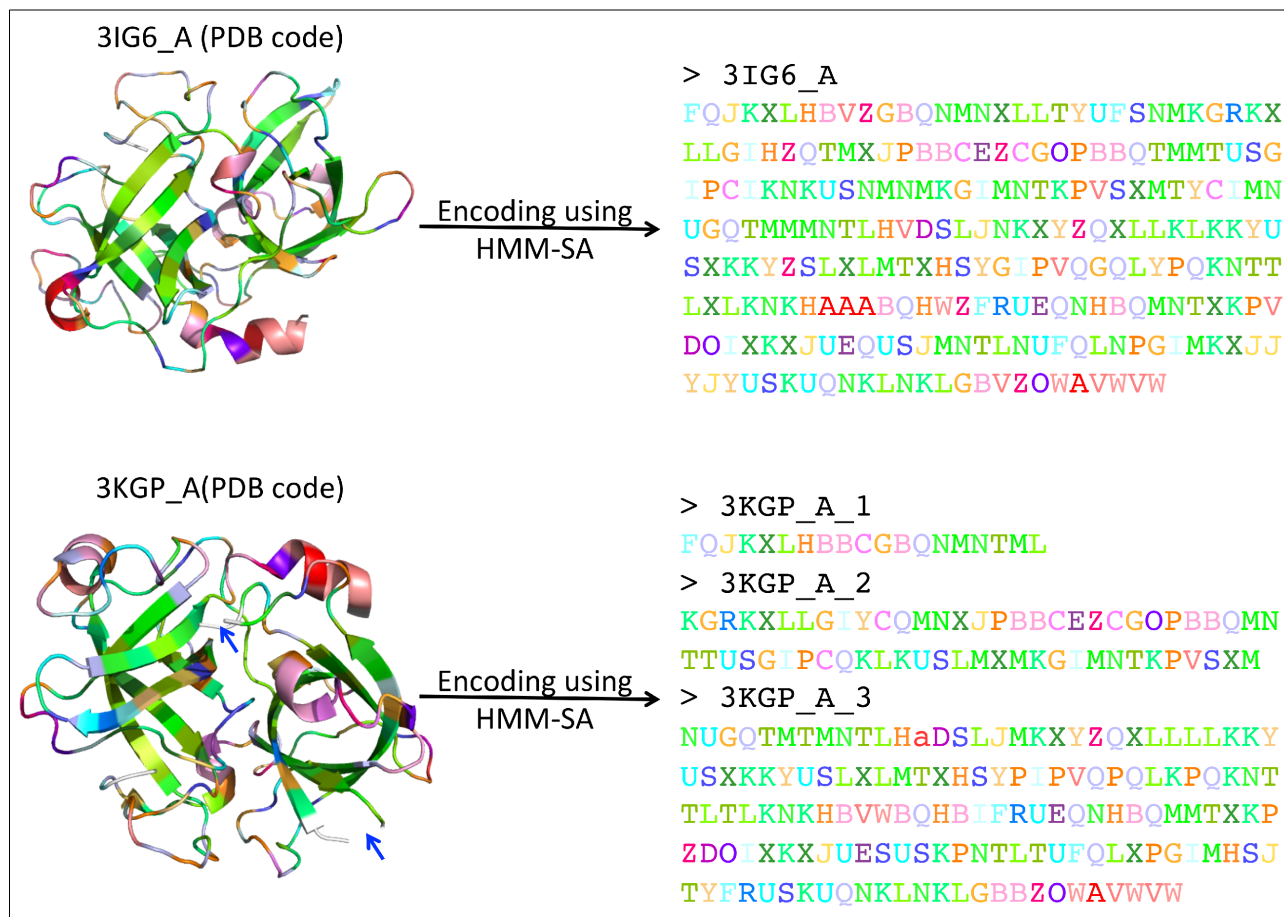 3IG6_A (PDB code)
Encoding using
HMM-SA
> 3IG6_A
FQJKXLHBVZGBQNMNXLLTYUFSNMKGRKX
LLGIHZQTMXJPBBCEZCGOPBBQTMMTUSG
IPCIKNKUSNMNMKGIMNTKPVSXMTYCIMN
UGQTMMMNTLHVDSLJNKXYZQXLLKLKKYU
SXKKYZSLXLMTXHSYGIPVQGQLYPQKNTT
LXLKNKHAAABQHWZFRUEQNHBQMNTXKPV
DOIXKXJUEQUSJMNTLNUFQLNPGIMKXJJ
YJYUSKUQNKLNKLGBVZOWAVWVW
3KGP_A(PDB code)
Encoding using
HMM-SA
> 3KGP_A_1
FQJKXLHBBCGBQNMNTML
> 3KGP_A_2
KGRKXLLGIYCQMNXJPBBCEZCGOPBBQMN
TTUSGIPCQKLKUSLMXMKGIMNTKPVSXM
> 3KGP_A_3
NUGQTMTMNTLHaDSLJMKXYZQXLLLLKKY
USXKKYUSLXLMTXHSYPIPVQPQLKPQKNT
TLTLKNKHBVWBQHBIFRUEQNHBQMMTXKP
ZDOIXKXJUESUSKPNTLTUFQLXPGIMHSJ
TYFRUSKUQNKLNKLGBBZOWAVWVW